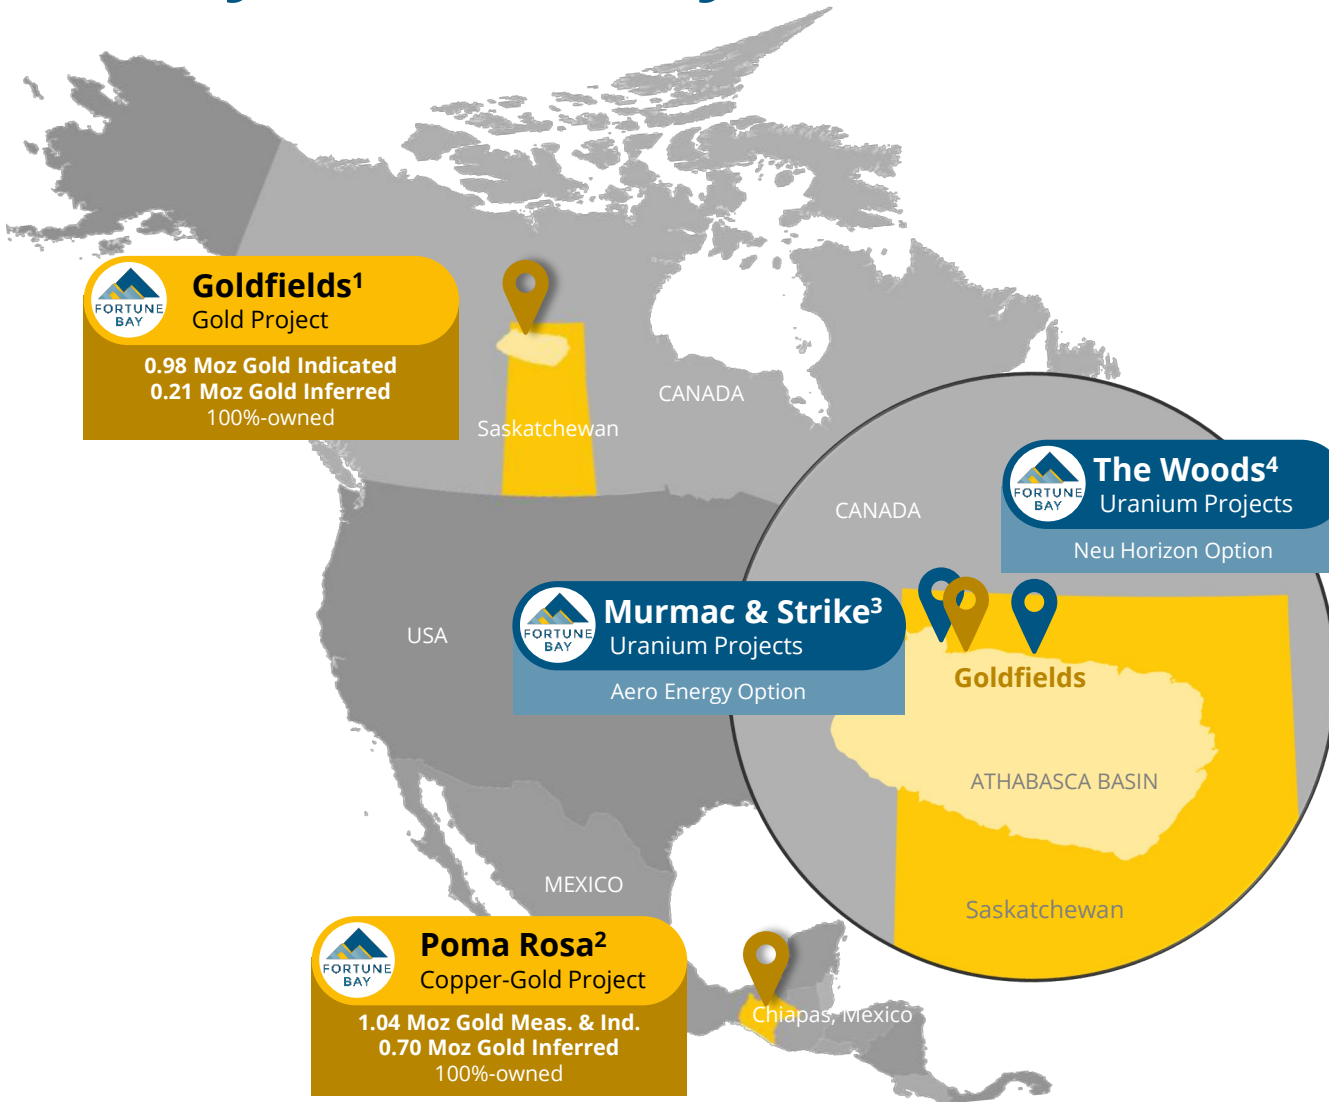 FORTUNE
BAY
Goldfields¹
Gold Project
0.98 Moz Gold Indicated
0.21 Moz Gold Inferred
100%-owned
CANADA
Saskatchewan
FORTUNE
BAY
The Woods⁴
Uranium Projects
Neu Horizon Option
CANADA
FORTUNE
BAY
Murmac & Strike³
Uranium Projects
Aero Energy Option
USA
Goldfields
ATHABASCA BASIN
MEXICO
Saskatchewan
FORTUNE
BAY
Poma Rosa²
Copper-Gold Project
1.04 Moz Gold Meas. & Ind.
0.70 Moz Gold Inferred
100%-owned
Chiapas, Mexico